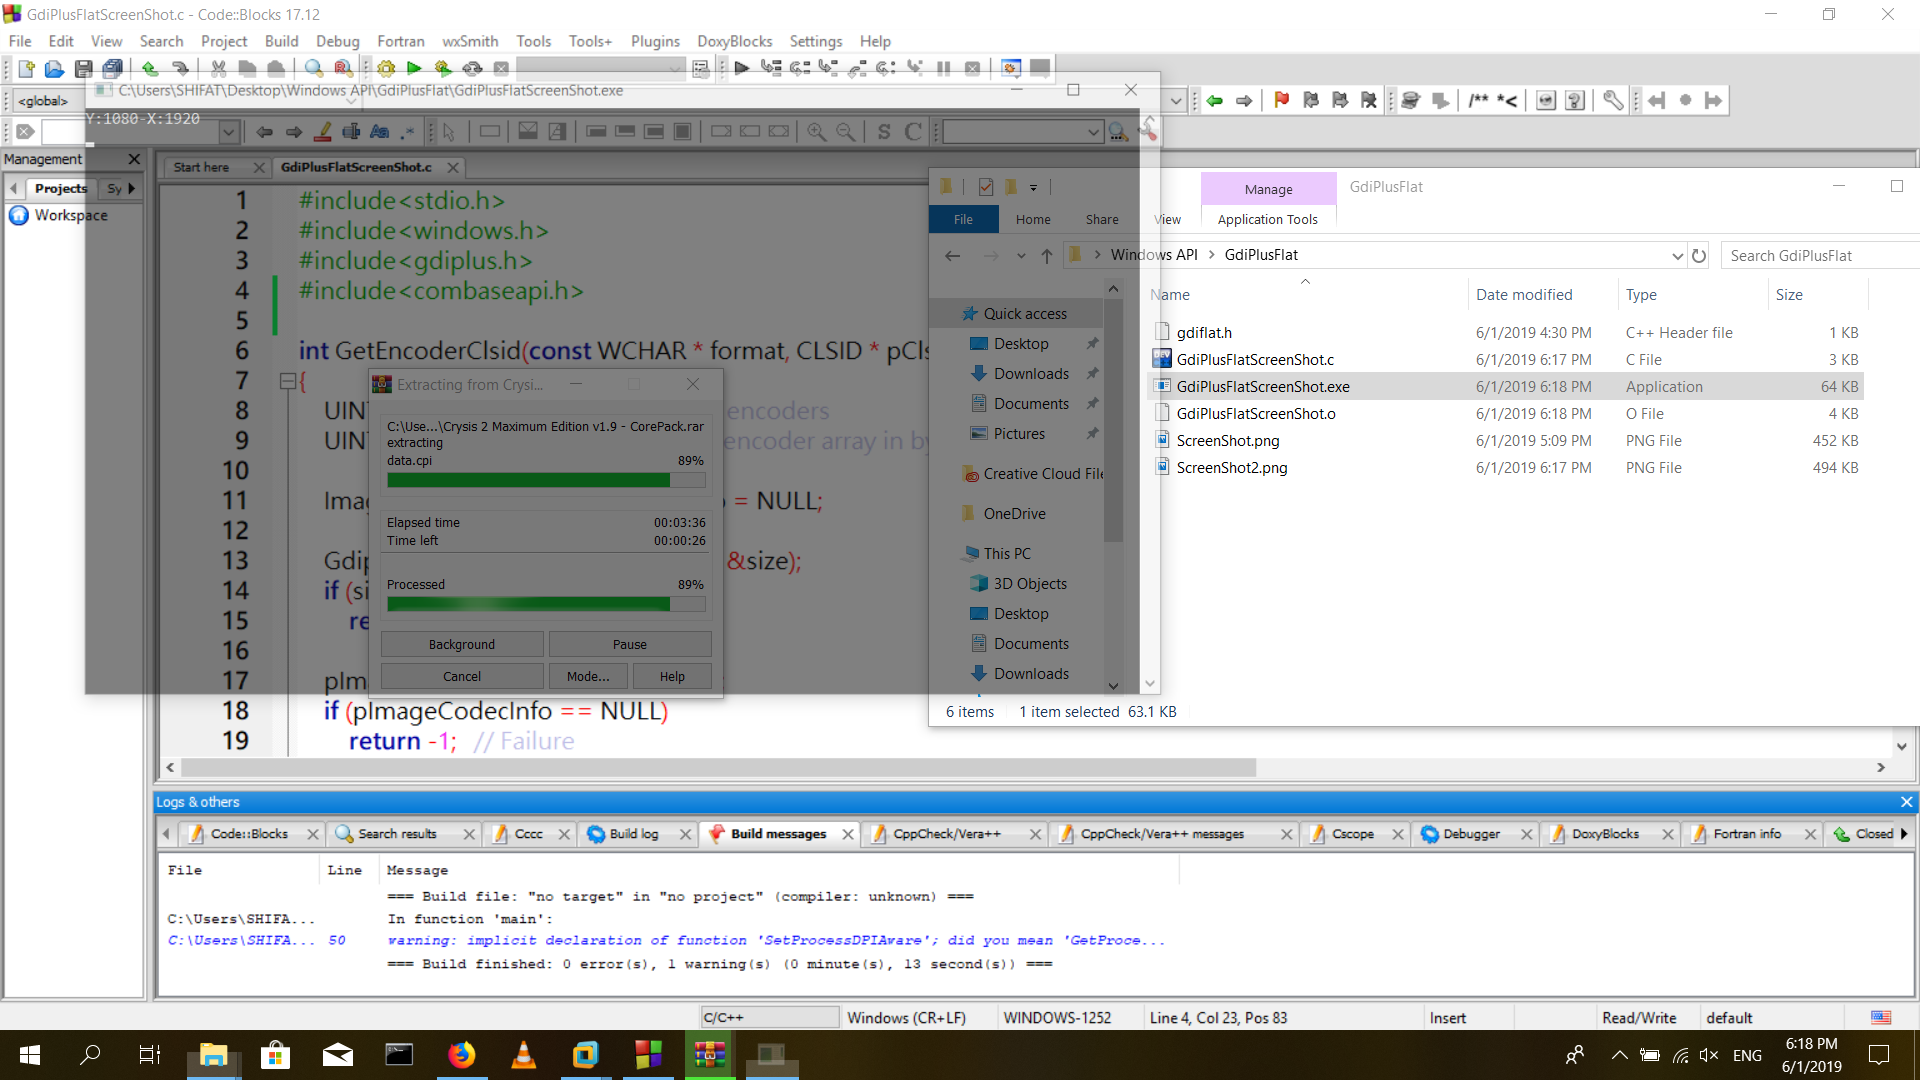 GdiPlusFlatScreenShot.c - Code::Blocks 17.12
File Edit View Search Project Build Debug Fortran wxSmith Tools Tools+ Plugins DoxyBlocks Settings Help
C:\Users\SHIFAT\Desktop\Windows API\GdiPlusFlat\GdiPlusFlatScreenShot.exe
<global>
/** *<
Y:1080-X:1920
S C
Management
Projects Sy
Workspace
Start here GdiPlusFlatScreenShot.c
1 #include<stdio.h>
2 #include<windows.h>
3 #include<gdiplus.h>
4 #include<combaseapi.h>
5
6 int GetEncoderClsid(const WCHAR * format, CLSID * pCls
7 {
8 UINT encoders
9 UINT encoder array in by
10
11 = NULL;
12
13 &size);
14 if (si
15 re
16
17
18 if (pImageCodecInfo == NULL)
19 return -1; // Failure
Extracting from Crysi...
C:\Use...\Crysis 2 Maximum Edition v1.9 - CorePack.rar
extracting
data.cpi 89%
Elapsed time 00:03:36
Time left 00:00:26
Processed 89%
Background Pause
Cancel Mode... Help
Manage GdiPlusFlat
File Home Share View Application Tools
Windows API > GdiPlusFlat Search GdiPlusFlat
Name Date modified Type Size
gdiflat.h 6/1/2019 4:30 PM C++ Header file 1 KB
GdiPlusFlatScreenShot.c 6/1/2019 6:17 PM C File 3 KB
GdiPlusFlatScreenShot.exe 6/1/2019 6:18 PM Application 64 KB
GdiPlusFlatScreenShot.o 6/1/2019 6:18 PM O File 4 KB
ScreenShot.png 6/1/2019 5:09 PM PNG File 452 KB
ScreenShot2.png 6/1/2019 6:17 PM PNG File 494 KB
Quick access
Desktop
Downloads
Documents
Pictures
Creative Cloud File
OneDrive
This PC
3D Objects
Desktop
Documents
Downloads
6 items 1 item selected 63.1 KB
Logs & others
Code::Blocks Search results Cccc Build log Build messages CppCheck/Vera++ CppCheck/Vera++ messages Cscope Debugger DoxyBlocks Fortran info Closed
File Line Message
=== Build file: "no target" in "no project" (compiler: unknown) ===
C:\Users\SHIFA... In function 'main':
C:\Users\SHIFA... 50 warning: implicit declaration of function 'SetProcessDPIAware'; did you mean 'GetProce...
=== Build finished: 0 error(s), 1 warning(s) (0 minute(s), 13 second(s)) ===
C/C++ Windows (CR+LF) WINDOWS-1252 Line 4, Col 23, Pos 83 Insert Read/Write default
ENG
6:18 PM
6/1/2019